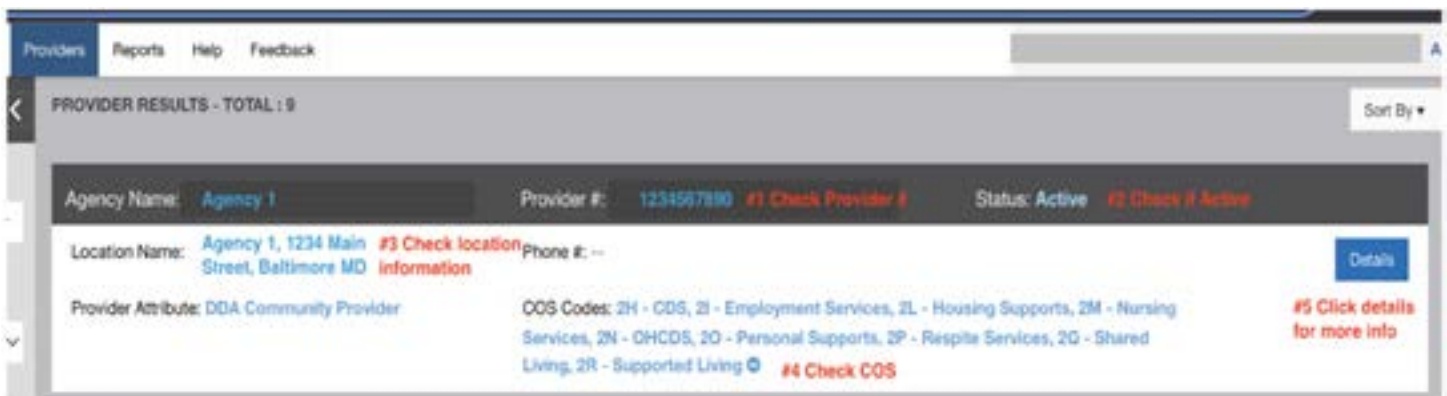 Providers Reports Help Feedback A
PROVIDER RESULTS - TOTAL : 9 Sort By
Agency Name: Agency 1 Provider #: 1234567890 #1 Check Provider # Status: Active #2 Check if Active
Location Name: Agency 1, 1234 Main #3 Check location Phone #: --
Street, Baltimore MD information
Details
Provider Attribute: DDA Community Provider COS Codes: 2H - CDS, 2I - Employment Services, 2L - Housing Supports, 2M - Nursing #5 Click details
Services, 2N - OHCDS, 2O - Personal Supports, 2P - Respite Services, 2Q - Shared for more info
Living, 2R - Supported Living #4 Check COS